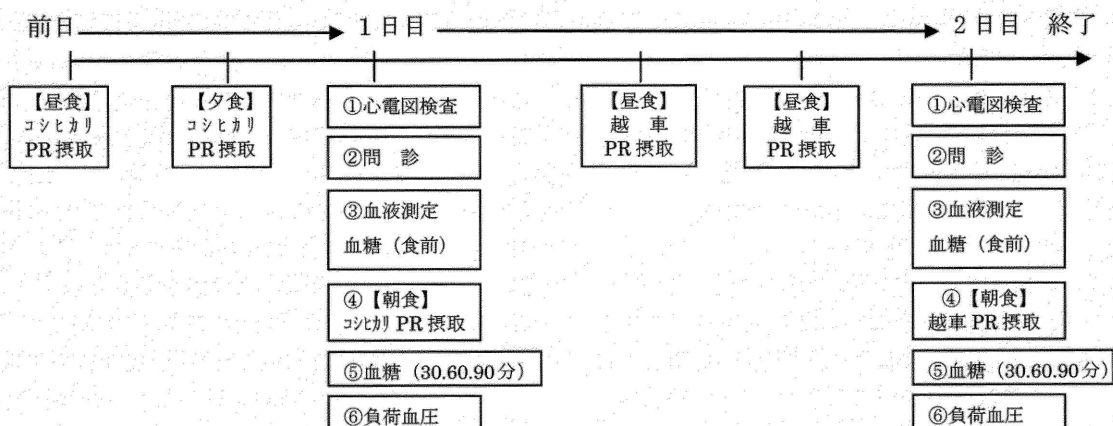 前日 1日目 2日目 終了
【昼食】
コシヒカリ
PR摂取
【夕食】
コシヒカリ
PR摂取
①心電図検査
②問 診
③血液測定
血糖（食前）
④【朝食】
コシヒカリ PR摂取
⑤血糖（30.60.90分）
⑥負荷血圧
【昼食】
越 車
PR摂取
【昼食】
越 車
PR摂取
①心電図検査
②問 診
③血液測定
血糖（食前）
④【朝食】
越車 PR摂取
⑤血糖（30.60.90分）
⑥負荷血圧